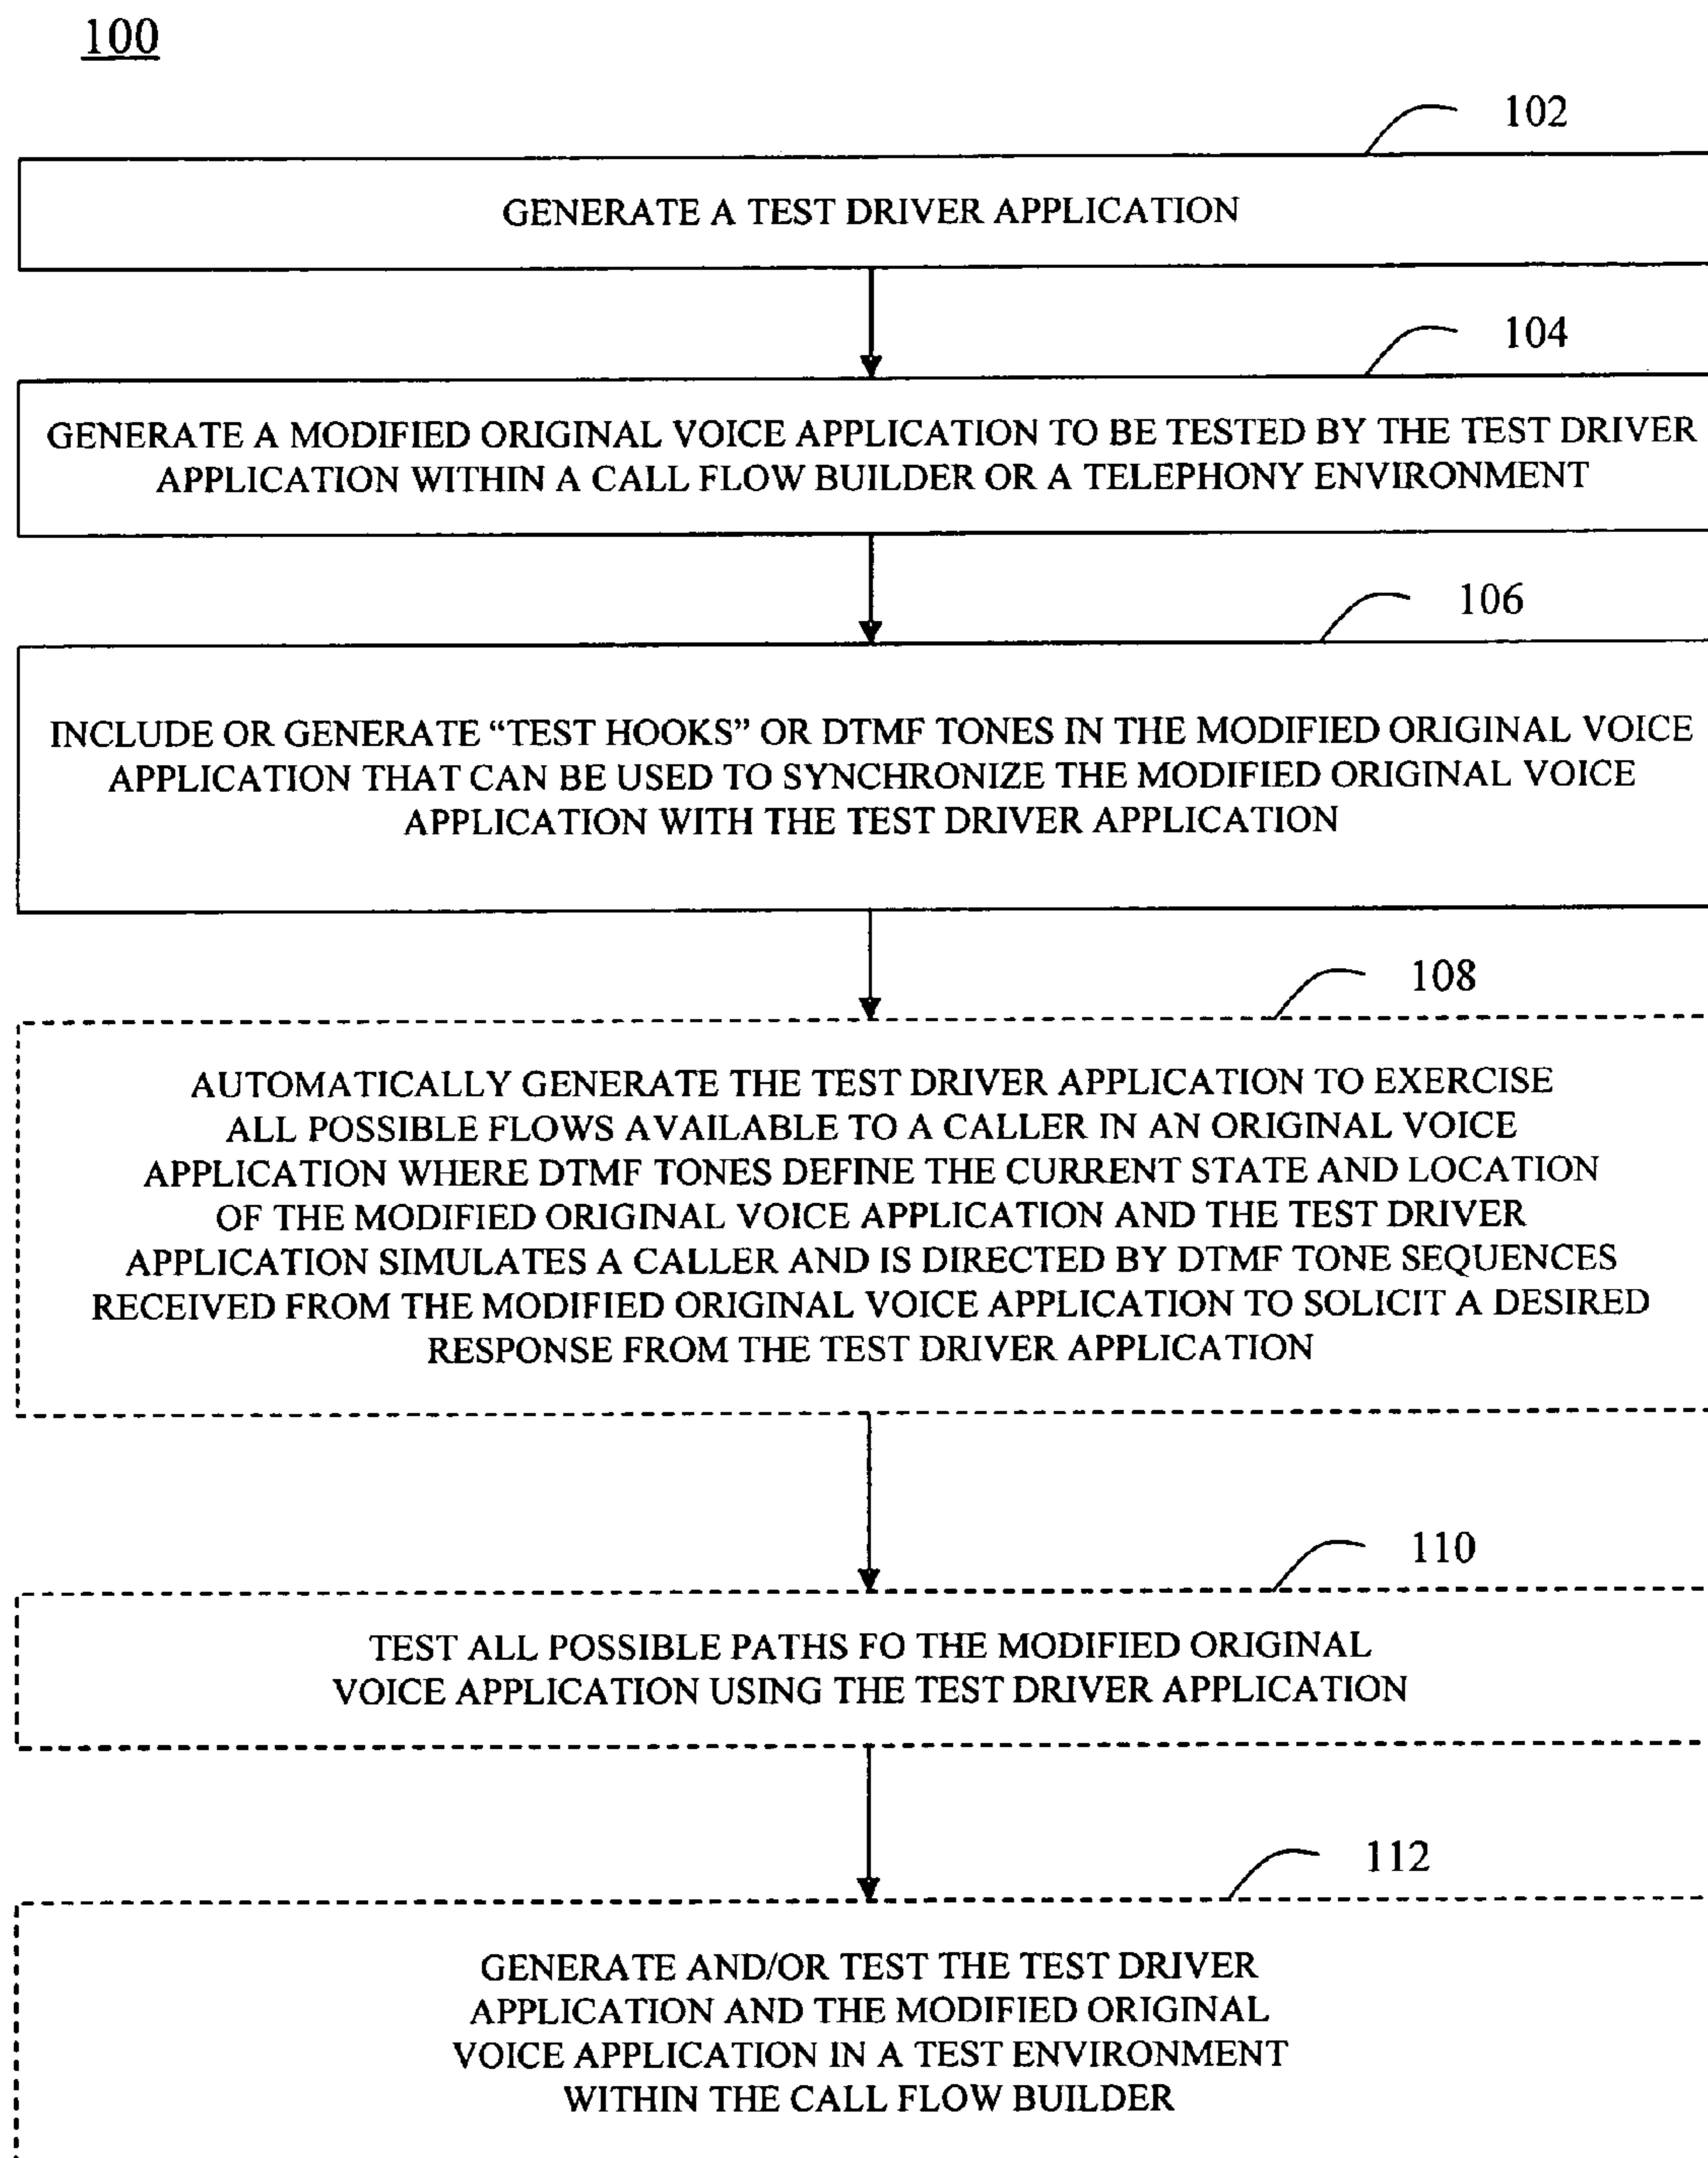 100
102
GENERATE A TEST DRIVER APPLICATION
104
GENERATE A MODIFIED ORIGINAL VOICE APPLICATION TO BE TESTED BY THE TEST DRIVER
APPLICATION WITHIN A CALL FLOW BUILDER OR A TELEPHONY ENVIRONMENT
106
INCLUDE OR GENERATE “TEST HOOKS” OR DTMF TONES IN THE MODIFIED ORIGINAL VOICE
APPLICATION THAT CAN BE USED TO SYNCHRONIZE THE MODIFIED ORIGINAL VOICE
APPLICATION WITH THE TEST DRIVER APPLICATION
108
AUTOMATICALLY GENERATE THE TEST DRIVER APPLICATION TO EXERCISE
ALL POSSIBLE FLOWS AVAILABLE TO A CALLER IN AN ORIGINAL VOICE
APPLICATION WHERE DTMF TONES DEFINE THE CURRENT STATE AND LOCATION
OF THE MODIFIED ORIGINAL VOICE APPLICATION AND THE TEST DRIVER
APPLICATION SIMULATES A CALLER AND IS DIRECTED BY DTMF TONE SEQUENCES
RECEIVED FROM THE MODIFIED ORIGINAL VOICE APPLICATION TO SOLICIT A DESIRED
RESPONSE FROM THE TEST DRIVER APPLICATION
110
TEST ALL POSSIBLE PATHS FO THE MODIFIED ORIGINAL
VOICE APPLICATION USING THE TEST DRIVER APPLICATION
112
GENERATE AND/OR TEST THE TEST DRIVER
APPLICATION AND THE MODIFIED ORIGINAL
VOICE APPLICATION IN A TEST ENVIRONMENT
WITHIN THE CALL FLOW BUILDER